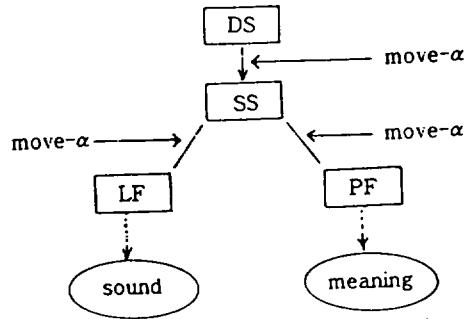 DS
move-α
SS
move-α
move-α
LF
PF
sound
meaning